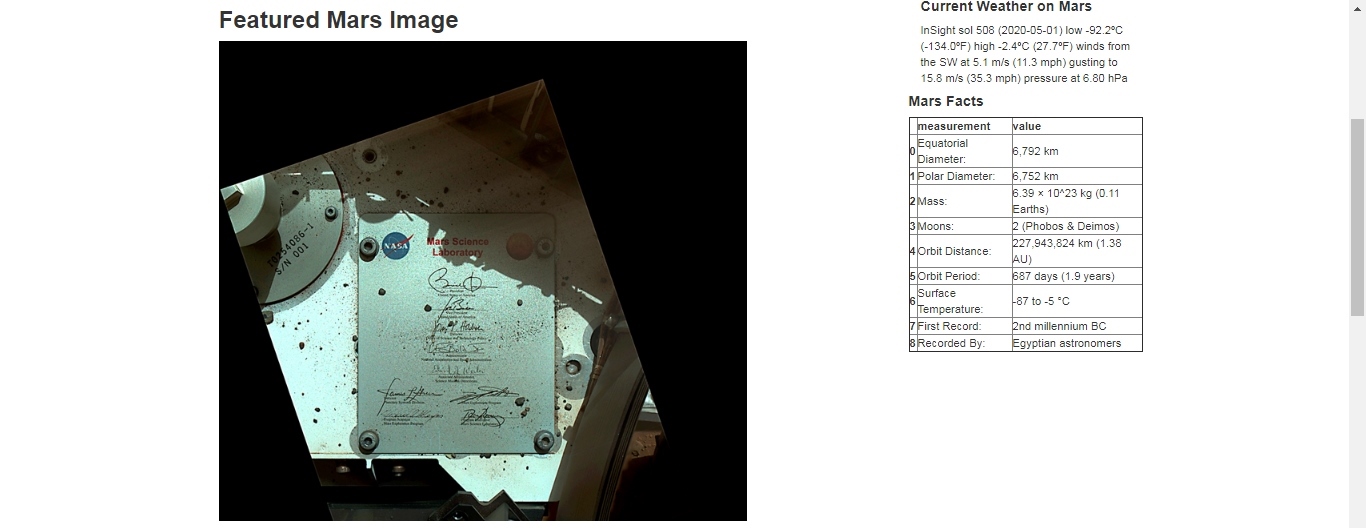 Featured Mars Image
10254086-1
S/N 001
NASA
Mars Science
Laboratory
Current Weather on Mars
InSight sol 508 (2020-05-01) low -92.2ºC
(-134.0ºF) high -2.4ºC (27.7ºF) winds from
the SW at 5.1 m/s (11.3 mph) gusting to
15.8 m/s (35.3 mph) pressure at 6.80 hPa
Mars Facts
measurement value
0 Equatorial Diameter: 6,792 km
1 Polar Diameter: 6,752 km
2 Mass: 6.39 × 10^23 kg (0.11 Earths)
3 Moons: 2 (Phobos & Deimos)
4 Orbit Distance: 227,943,824 km (1.38 AU)
5 Orbit Period: 687 days (1.9 years)
6 Surface Temperature: -87 to -5 °C
7 First Record: 2nd millennium BC
8 Recorded By: Egyptian astronomers